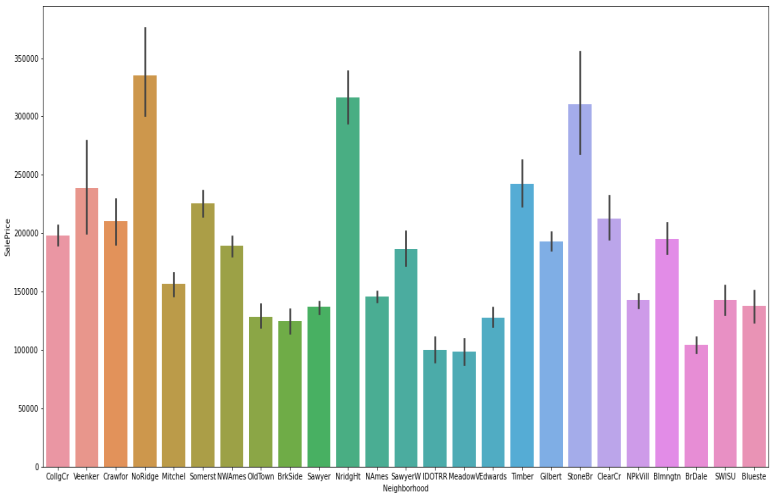 350000
300000
250000
200000
150000
100000
50000
0
SalePrice
CollgCr Veenker Crawfor NoRidge Mitchel Somerst NWAmes OldTown BrkSide Sawyer NridgHt NAmes SawyerW IDOTRR MeadowV Edwards Timber Gilbert StoneBr ClearCr NPkVill Blmngtn BrDale SWISU Blueste
Neighborhood